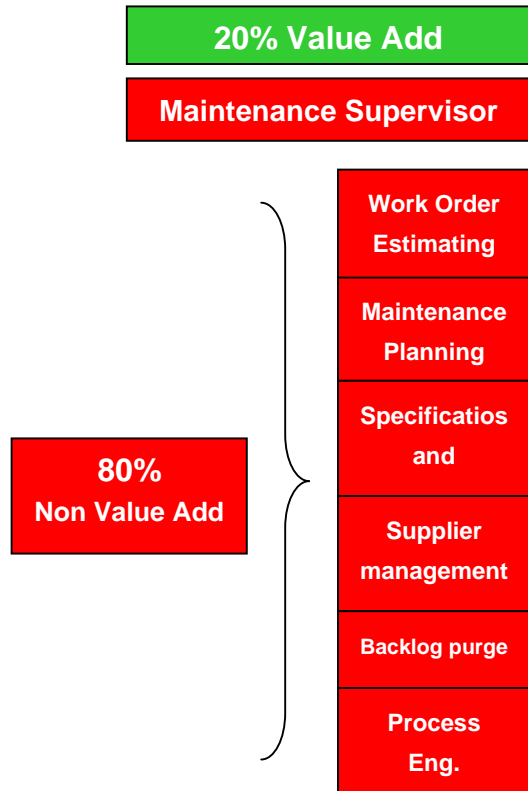 20% Value Add
Maintenance Supervisor
Work Order
Estimating
Maintenance
Planning
Specificatios
and
80%
Non Value Add
Supplier
management
Backlog purge
Process
Eng.